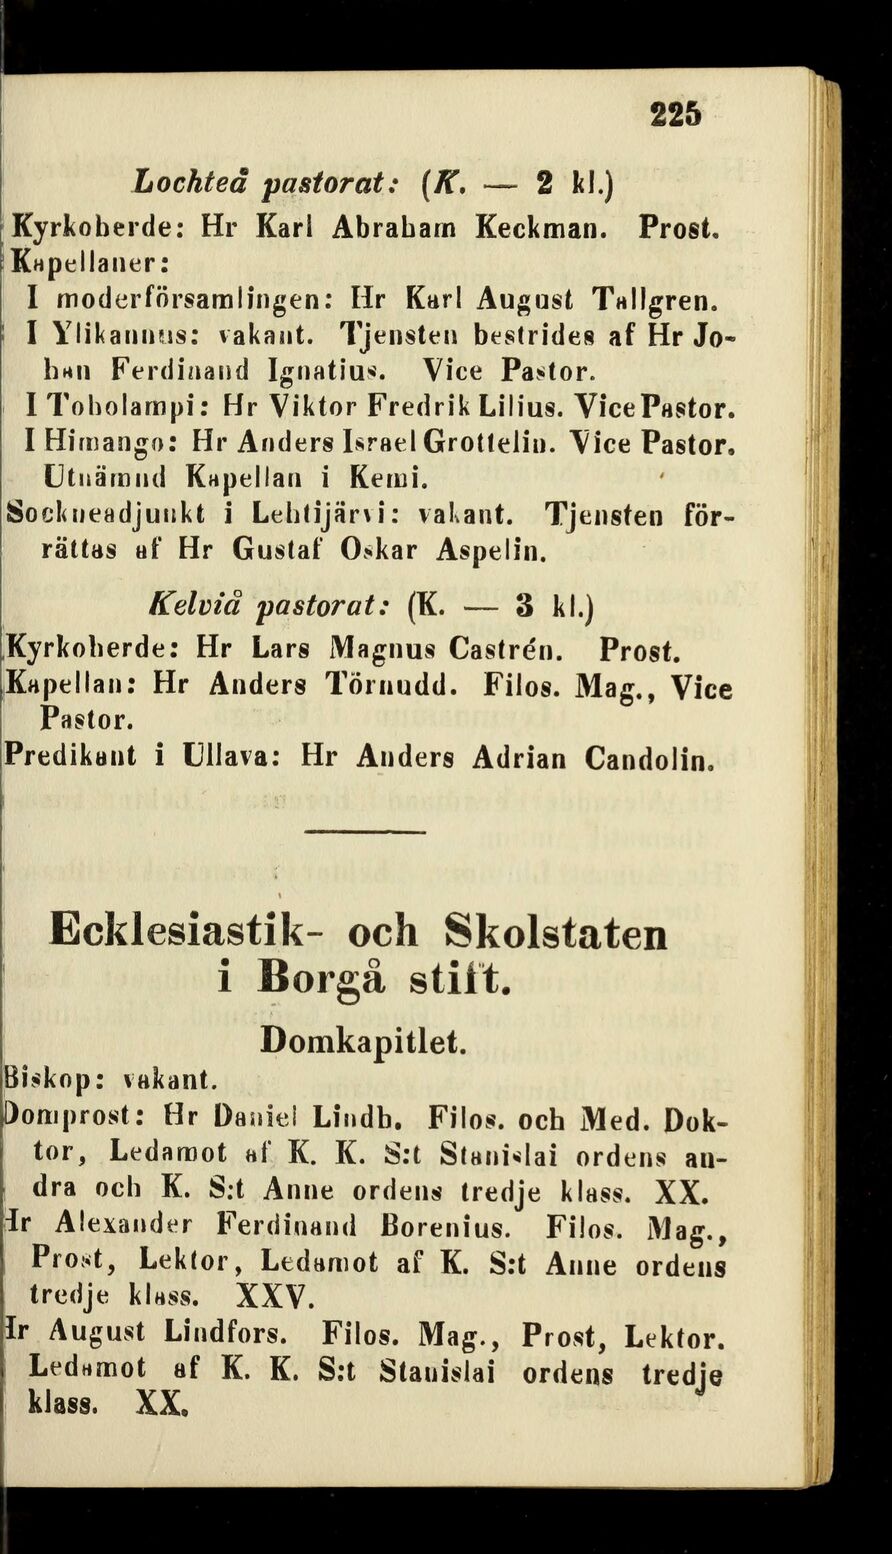 225
Lochteå pastorat: (K. — 2 kl.)
Kyrkoherde: Hr Karl Abraham Keckman. Prost.
Kapellaner:
I moderförsamlingen: Hr Karl August Tallgren.
I Ylikannus: vakant. Tjensten bestrides af Hr Jo-
han Ferdinand Ignatius. Vice Pastor.
I Toholampi: Hr Viktor Fredrik Lilius. Vice Pastor.
I Himango: Hr Anders Israel Grottelin. Vice Pastor.
Utnämnd Kapellan i Kemi.
Sockneadjunkt i Lehtijärvi: vakant. Tjensten för-
rättas af Hr Gustaf Oskar Aspelin.
Kelviå pastorat: (K. — 3 kl.)
Kyrkoherde: Hr Lars Magnus Castrén. Prost.
Kapellan: Hr Anders Törnudd. Filos. Mag., Vice
Pastor.
Predikant i Ullava: Hr Anders Adrian Candolin.
Ecklesiastik- och Skolstaten
i Borgå stift.
Domkapitlet.
Biskop: vakant.
Domprost: Hr Daniel Lindh. Filos. och Med. Dok-
tor, Ledamot af K. K. S:t Stanislai ordens an-
dra och K. S:t Anne ordens tredje klass. XX.
Hr Alexander Ferdinand Borenius. Filos. Mag.,
Prost, Lektor, Ledamot af K. S:t Anne ordens
tredje klass. XXV.
Hr August Lindfors. Filos. Mag., Prost, Lektor.
Ledamot af K. K. S:t Stanislai ordens tredje
klass. XX.